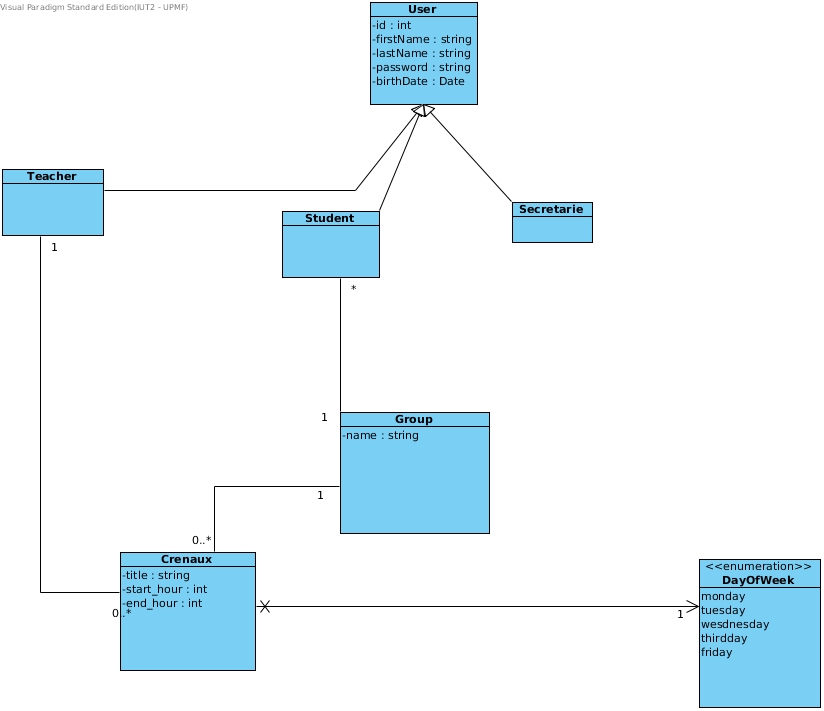 Visual Paradigm Standard Edition(IUT2 - UPMF)
User
-id : int
-firstName : string
-lastName : string
-password : string
-birthDate : Date
Teacher
Student
Secretarie
1
*
1
Group
-name : string
1
0..*
Crenaux
-title : string
-start_hour : int
-end_hour : int
0..*
<<enumeration>>
DayOfWeek
monday
tuesday
wesdnesday
thirdday
friday
1